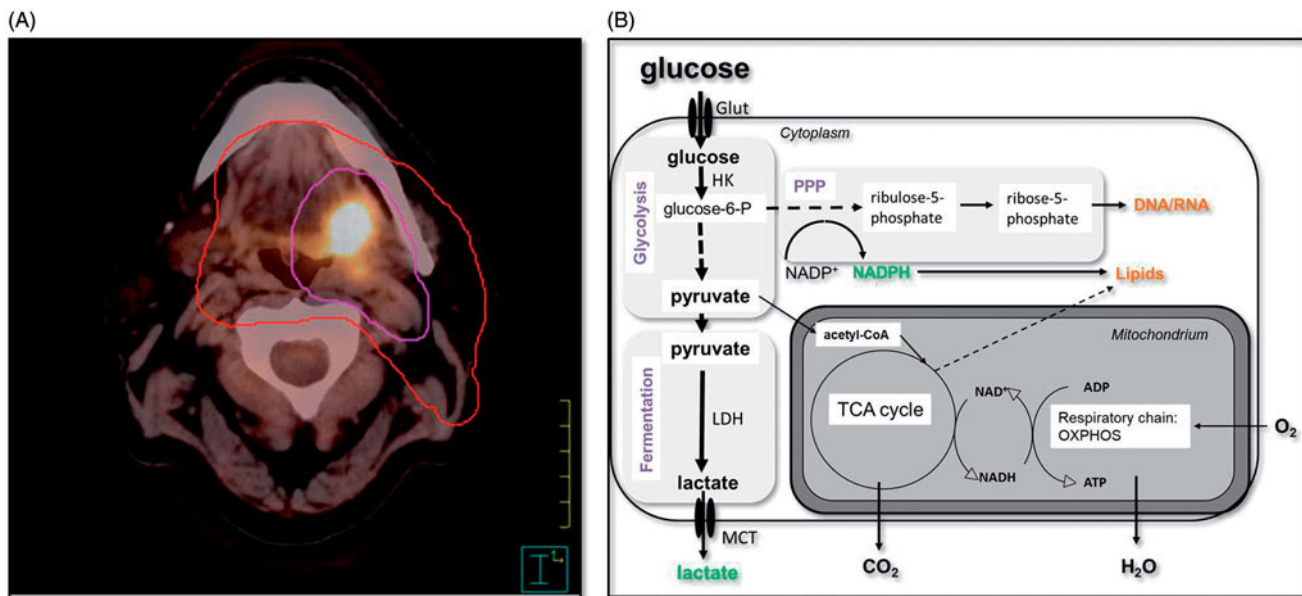 (A)
(B)
glucose
Glut
Cytoplasm
glucose
HK
glucose-6-P
Glycolysis
pyruvate
PPP
ribulose-5-
phosphate
ribose-5-
phosphate
DNA/RNA
NADP⁺
NADPH
Lipids
pyruvate
Fermentation
LDH
lactate
MCT
lactate
acetyl-CoA
Mitochondrium
TCA cycle
NAD⁺
NADH
ADP
ATP
Respiratory chain:
OXPHOS
O₂
CO₂
H₂O
I